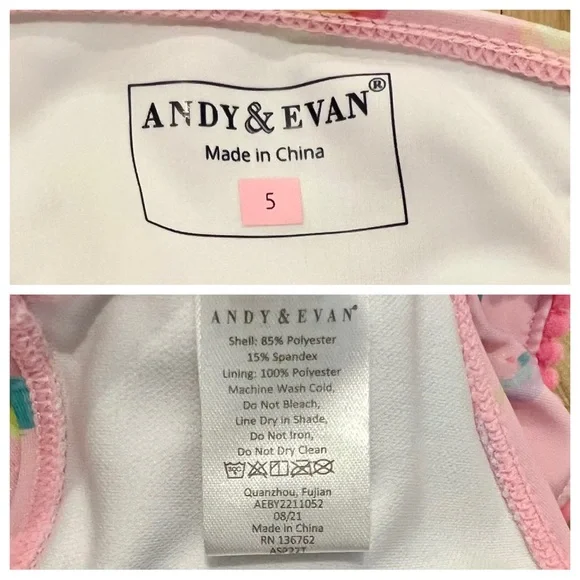 ANDY & EVAN®
Made in China
5
ANDY & EVAN
Shell: 85% Polyester
15% Spandex
Lining: 100% Polyester
Machine Wash Cold,
Do Not Bleach,
Line Dry in Shade,
Do Not Iron,
Do Not Dry Clean
Quanzhou, Fujian
AEBY2211052
08/21
Made in China
RN 136762